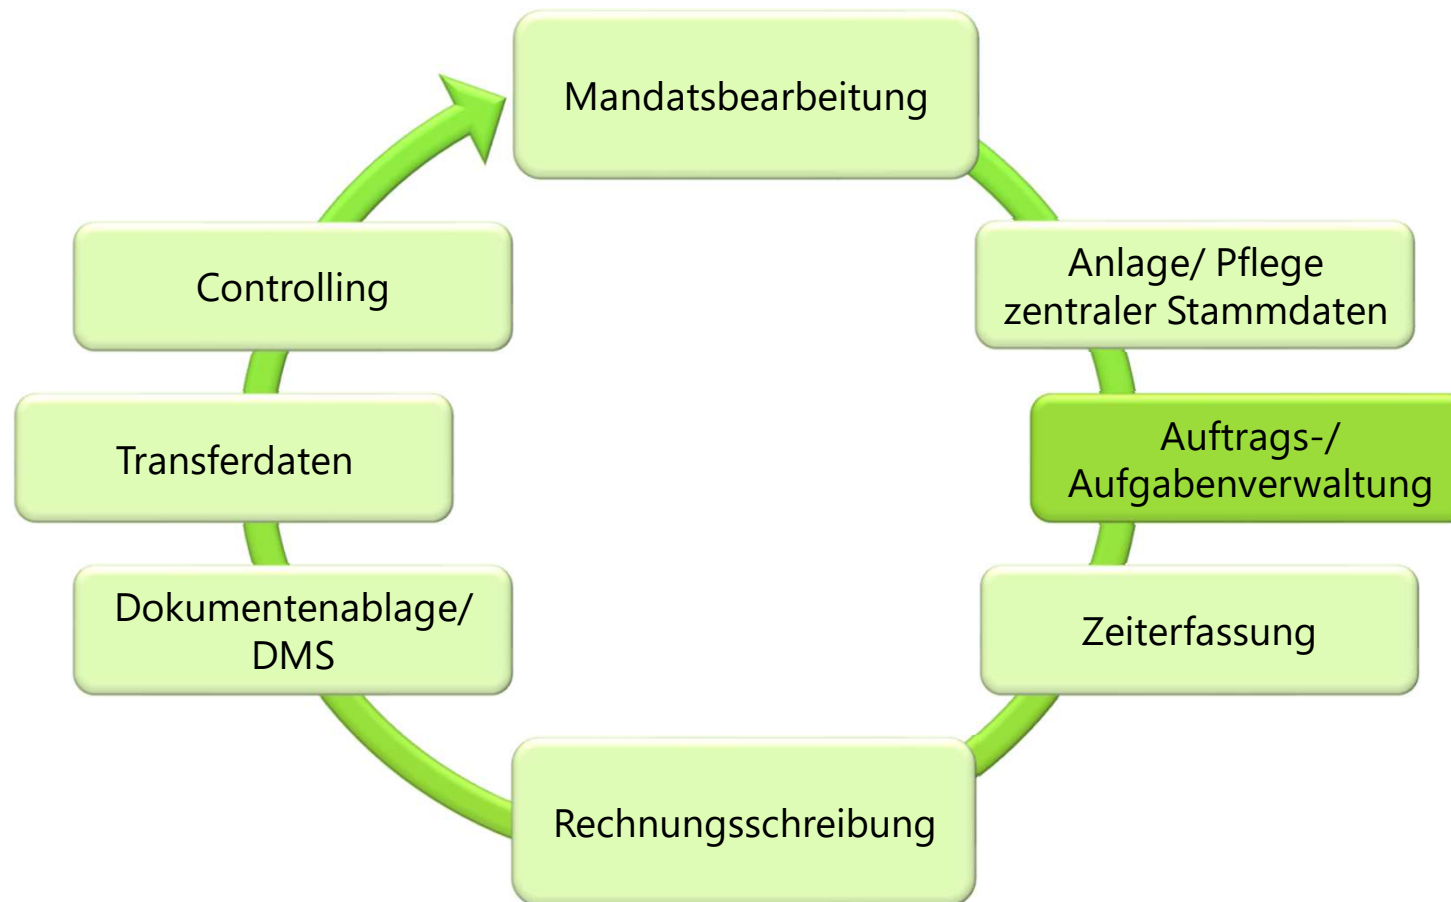 Mandatsbearbeitung
Anlage/ Pflege
zentraler Stammdaten
Auftrags-/
Aufgabenverwaltung
Zeiterfassung
Rechnungsschreibung
Dokumentenablage/
DMS
Transferdaten
Controlling